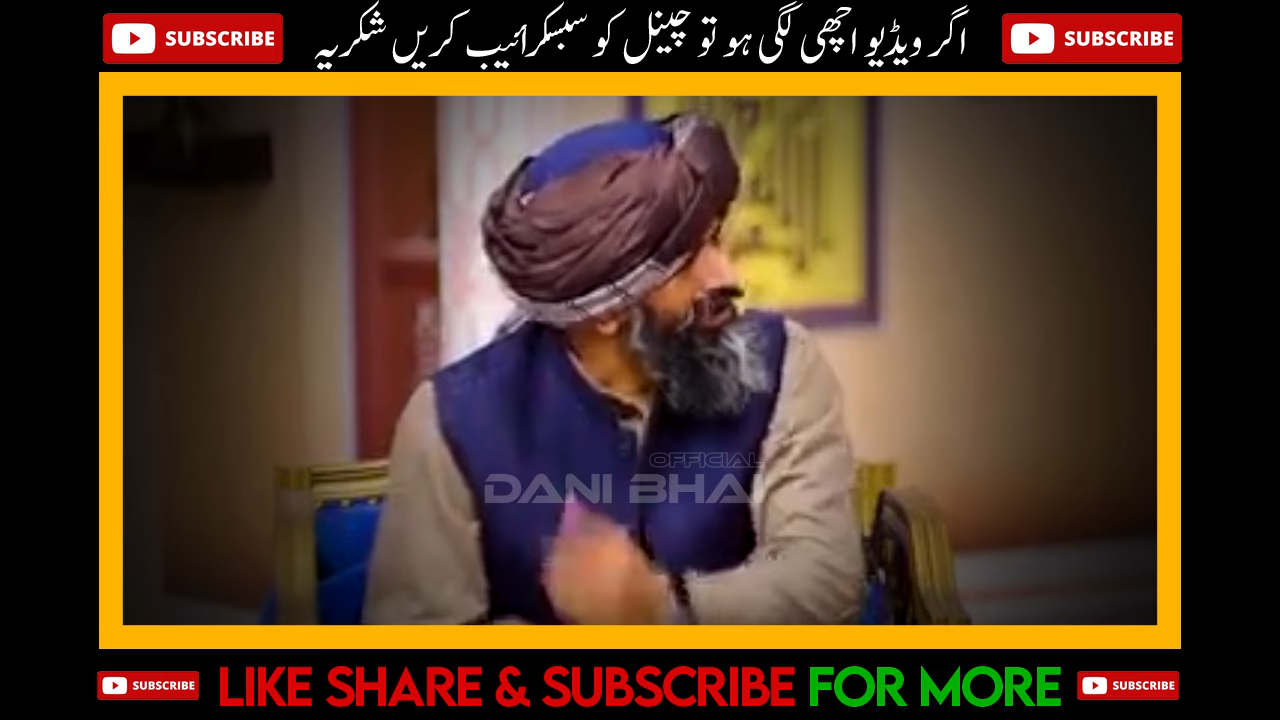 SUBSCRIBE اگر ویڈیو اچھی لگی ہو تو چینل کو سبسکرائیب کریں شکریہ SUBSCRIBE
OFFICIAL
DANI BHAI
SUBSCRIBE LIKE SHARE & SUBSCRIBE FOR MORE SUBSCRIBE